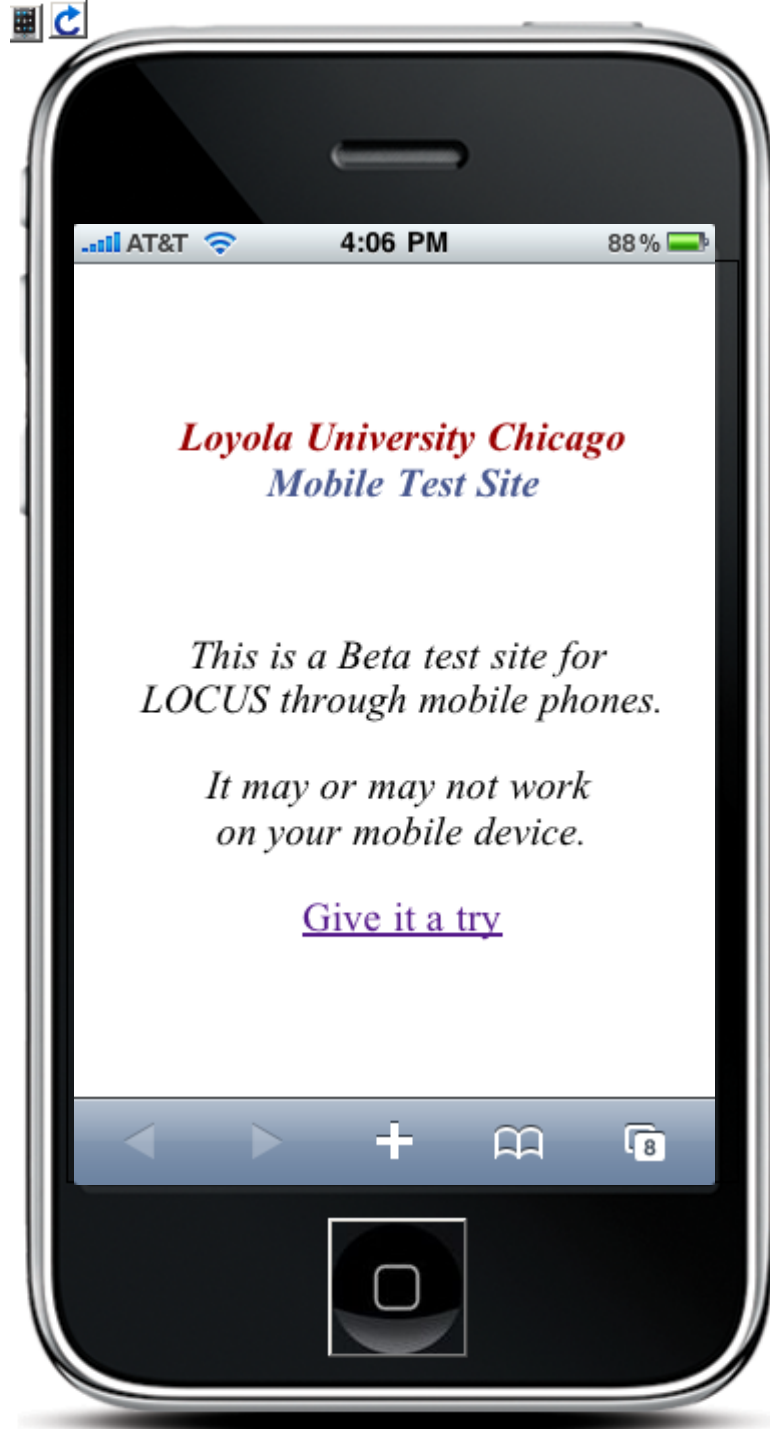 AT&T 4:06 PM 88%
Loyola University Chicago
Mobile Test Site
This is a Beta test site for
LOCUS through mobile phones.
It may or may not work
on your mobile device.
Give it a try
8